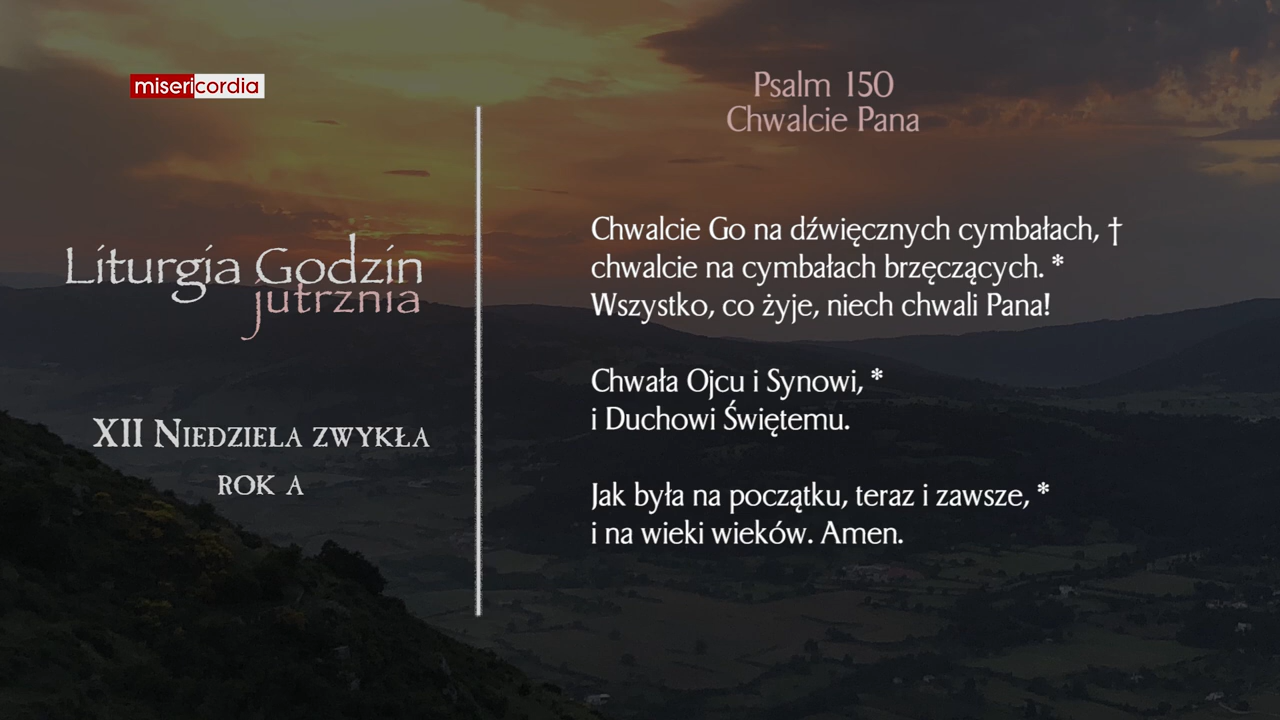 misericordia
Liturgia Godzin
jutrznia
XII Niedziela zwykła
rok A
Psalm 150
Chwalcie Pana
Chwalcie Go na dźwięcznych cymbałach, †
chwalcie na cymbałach brzęczących. *
Wszystko, co żyje, niech chwali Pana!
Chwała Ojcu i Synowi, *
i Duchowi Świętemu.
Jak była na początku, teraz i zawsze, *
i na wieki wieków. Amen.